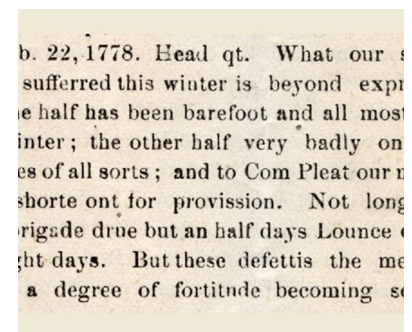 b. 22, 1778. Head qt. What our s
sufferred this winter is beyond expr
e half has been barefoot and all most
inter; the other half very badly on
es of all sorts; and to Com Pleat our m
shorte ont for provission. Not long
rigade drue but an half days Lounce
ght days. But these defettis the me
a degree of fortitude becoming so